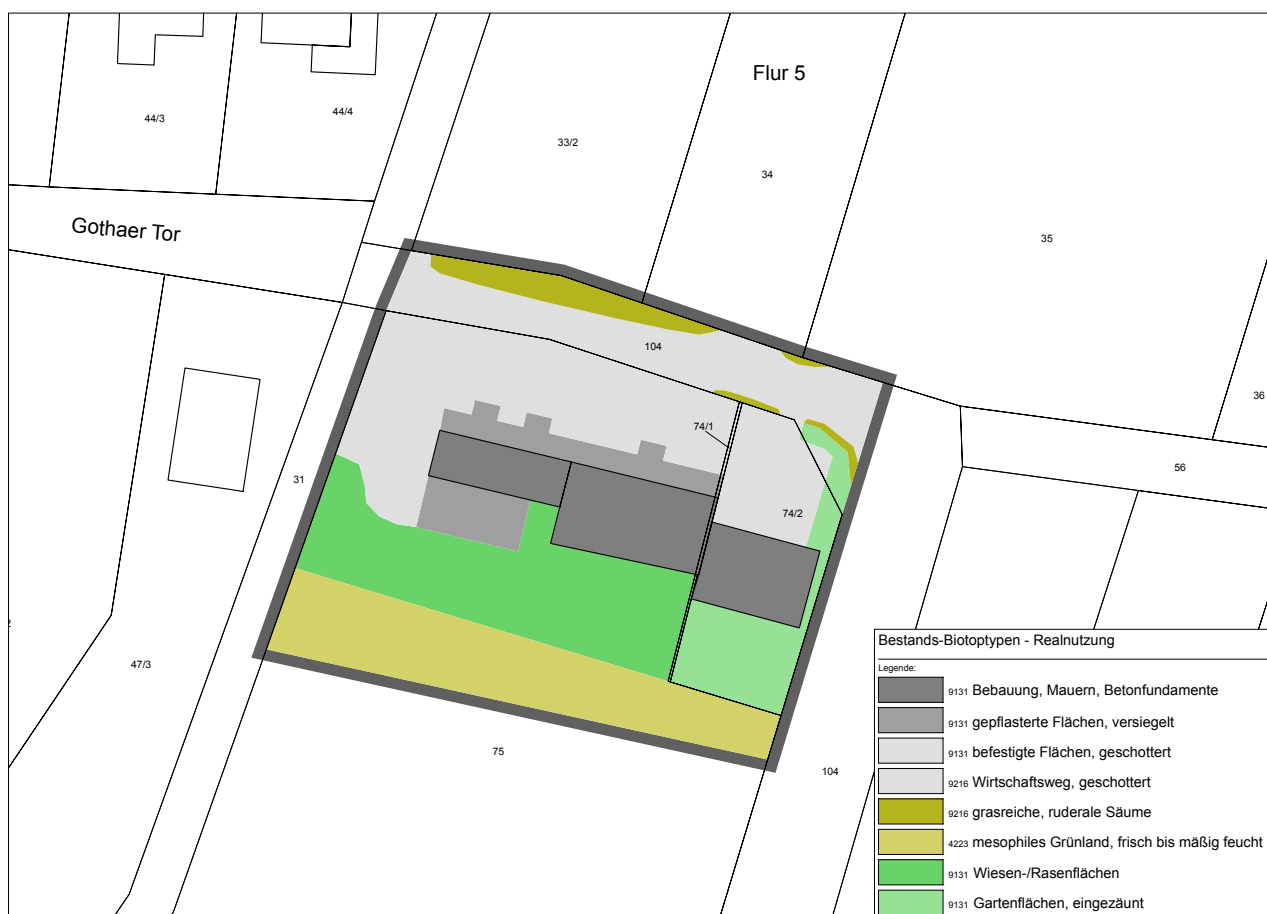 Flur 5
44/3
44/4
33/2
34
35
Gothaer Tor
104
36
74/1
56
31
74/2
47/3
75
104
Bestands-Biotoptypen - Realnutzung
Legende:
9131 Bebauung, Mauern, Betonfundamente
9131 gepflasterte Flächen, versiegelt
9131 befestigte Flächen, geschottert
9216 Wirtschaftsweg, geschottert
9216 grasreiche, ruderale Säume
4223 mesophiles Grünland, frisch bis mäßig feucht
9131 Wiesen-/Rasenflächen
9131 Gartenflächen, eingezäunt